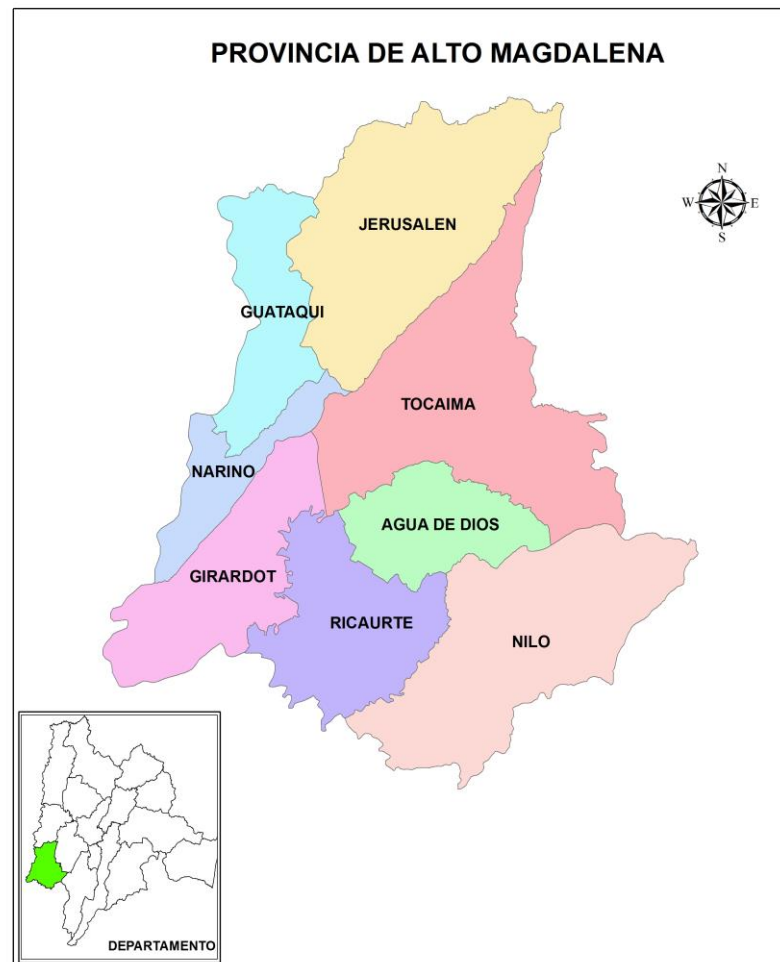 PROVINCIA DE ALTO MAGDALENA
N
W E
S
JERUSALEN
GUATAQUI
TOCAIMA
NARINO
AGUA DE DIOS
GIRARDOT
RICAURTE
NILO
DEPARTAMENTO